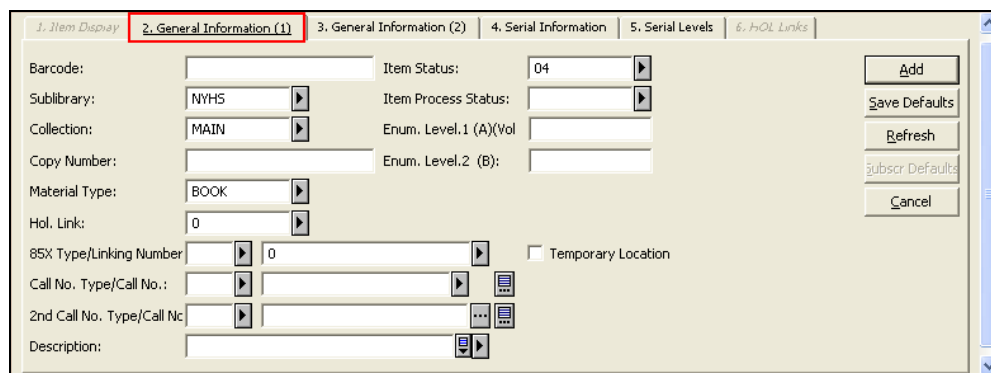 1. Item Display 2. General Information (1) 3. General Information (2) 4. Serial Information 5. Serial Levels 6. HOL Links
Barcode: Item Status: 04 Add
Sublibrary: NYHS Item Process Status: Save Defaults
Collection: MAIN Enum. Level.1 (A)(Vol Refresh
Copy Number: Enum. Level.2 (B): Subscr Defaults
Material Type: BOOK Cancel
Hol. Link: 0
85X Type/Linking Number 0 Temporary Location
Call No. Type/Call No.:
2nd Call No. Type/Call Nc
Description: